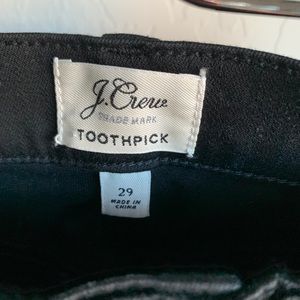 J.Crew
TRADE MARK
TOOTHPICK
29
MADE IN
CHINA